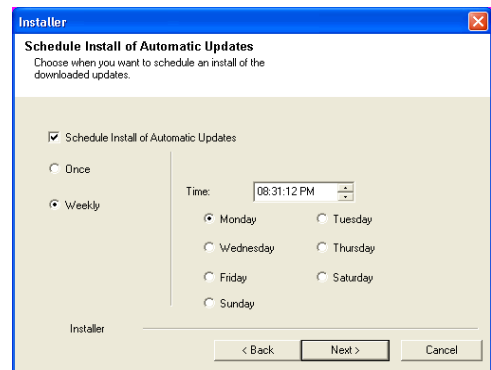 Installer
Schedule Install of Automatic Updates
Choose when you want to schedule an install of the
downloaded updates.
Schedule Install of Automatic Updates
Once
Weekly
Time: 08:31:12 PM
Monday Tuesday
Wednesday Thursday
Friday Saturday
Sunday
Installer
< Back Next > Cancel